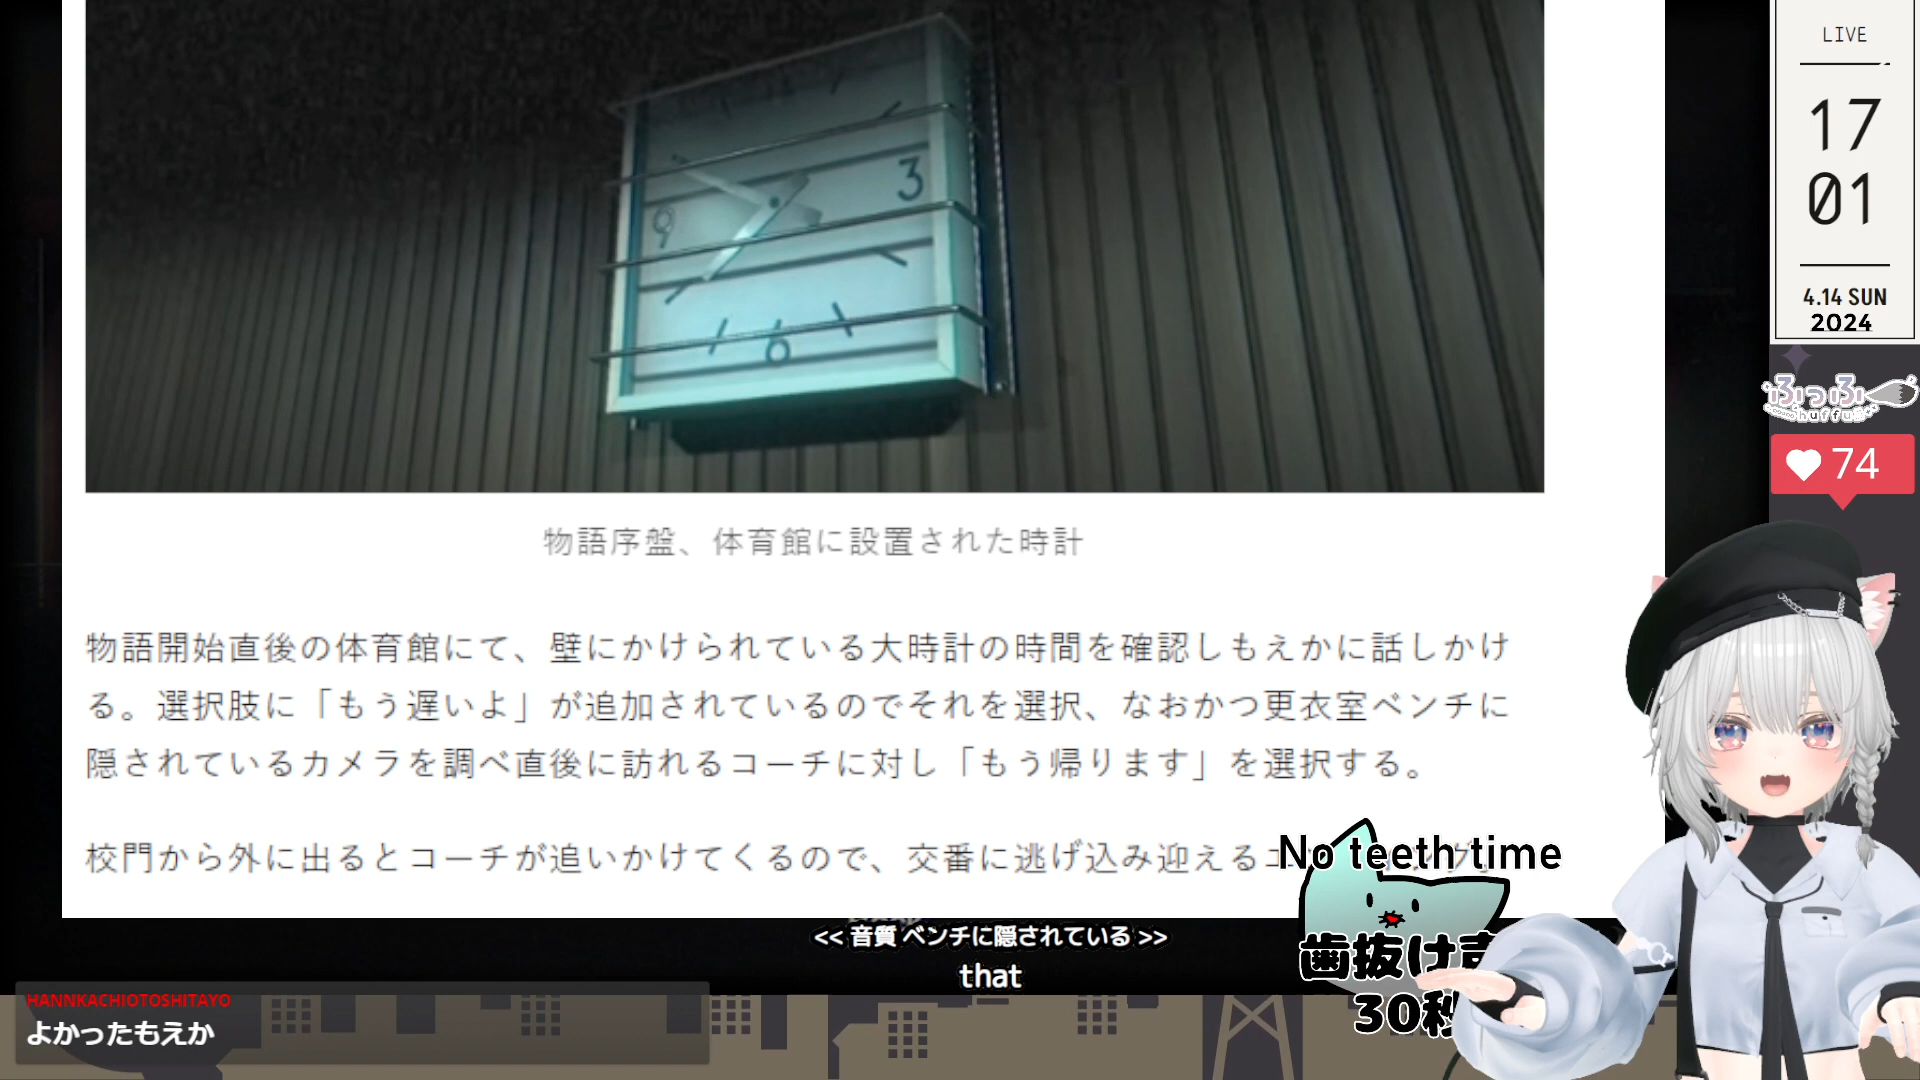 3
9
6
物語序盤、体育館に設置された時計
物語開始直後の体育館にて、壁にかけられている大時計の時間を確認しもえかに話しかけ
る。選択肢に「もう遅いよ」が追加されているのでそれを選択、なおかつ更衣室ベンチに
隠されているカメラを調べ直後に訪れるコーチに対し「もう帰ります」を選択する。
校門から外に出るとコーチが追いかけてくるので、交番に逃げ込み迎える
No teeth time
歯抜け
30秒
<< 音質 ベンチに隠されている >>
that
HANNKACHIOTOSHITAYO
よかったもえか
LIVE
17
01
4.14 SUN
2024
ふっふ
huffu
74